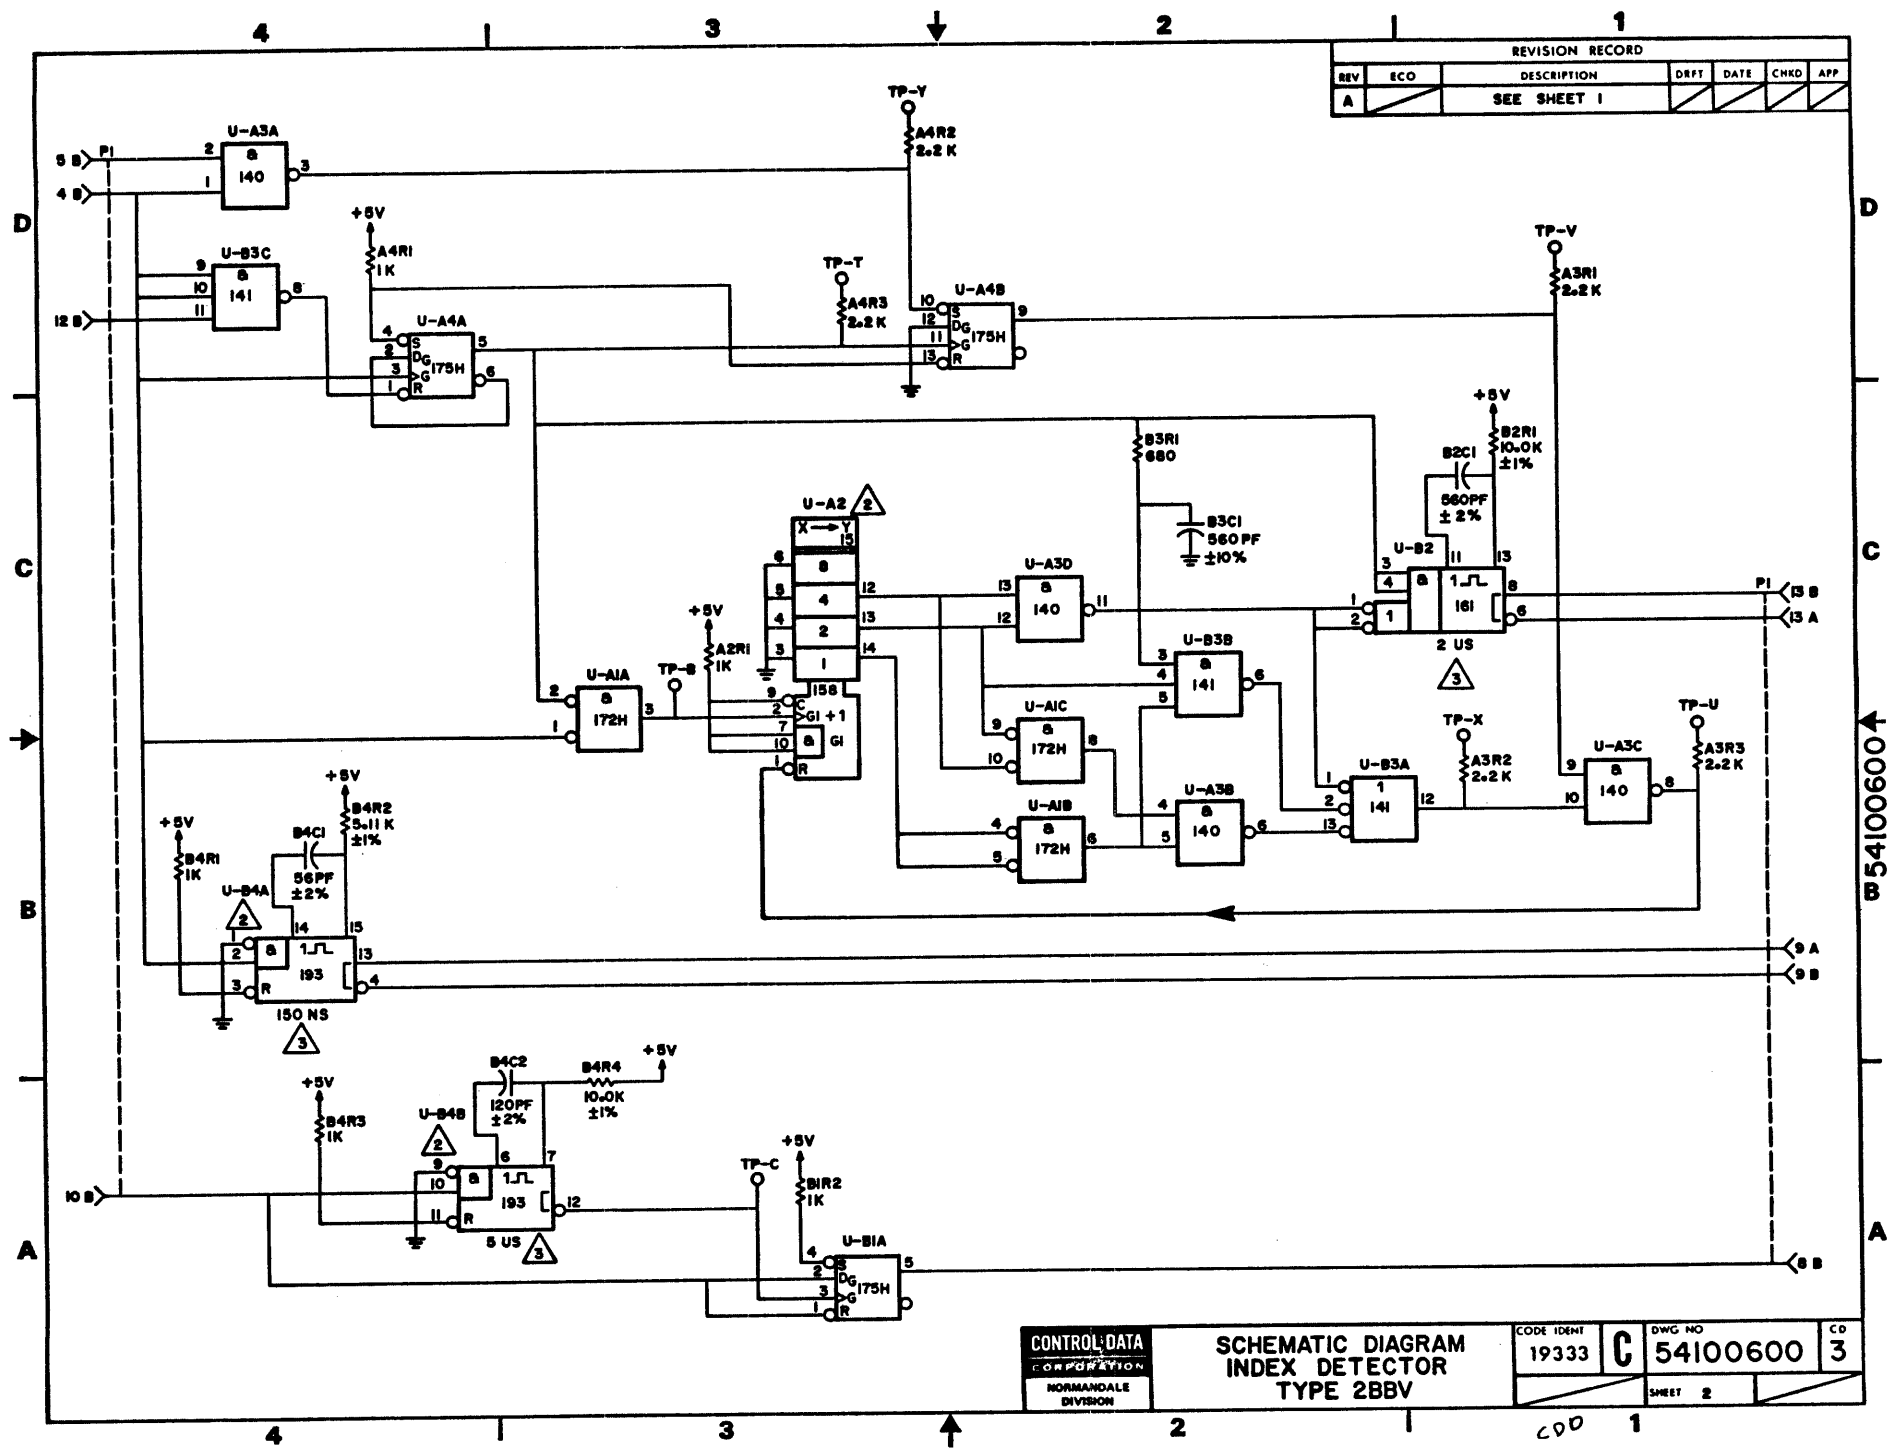 4 3 2 1
REVISION RECORD
REV ECO DESCRIPTION DRFT DATE CHKD APP
A SEE SHEET 1
TP-Y
A4R2
2.2 K
U-A3A
5 B P1 2 & 3
4 B 1 140
D D
+5V
A4R1
1K
U-B3C
9 & 8
10 141
11
12 B
TP-T
A4R3
2.2 K
TP-V
A3R1
2.2 K
U-A4A
4 S 5
2 DG 175H
3 G 6
1 R
U-A4B
10 S 9
12 DG 175H
11 G
13 R
+5V
B2R1
10.0K
±1%
B2C1
560PF
± 2%
B3R1
680
B3C1
560 PF
±10%
U-A2 2
X → Y
15
6 8
5 4 12
4 2 13
3 1 14
158
9 C
2 G1 +1
7 & G1
10
1 R
C C
U-A3D
13 & 11
12 140
U-B2
11 13
3 & 1 8
4 161
1 1 6
2
2 US
3
P1 13 B
13 A
+5V
A2R1
1K
U-A1A
2 & 3
1 172H
TP-B
U-B3B
3 & 6
4 141
5
U-A1C
9 & 8
10 172H
U-A1B
4 & 6
5 172H
U-A3B
4 & 6
5 140
TP-X
A3R2
2.2 K
U-B3A
1 1 12
2 141
13
TP-U
A3R3
2.2 K
U-A3C
9 & 8
10 140
54100600
B B
+5V
B4R1
1K
+5V
B4R2
5.11 K
±1%
B4C1
56PF
±2%
U-B4A
2
14 15
1 & 1 13
2 193
3 R 4
150 NS
3
9 A
9 B
B4C2
120PF
±2%
B4R4
10.0K
±1%
+5V
+5V
B4R3
1K
U-B4B
2
6 7
9 & 1
10 193 12
11 R
5 US 3
10 B
TP-C
+5V
B1R2
1K
U-B1A
4 S 5
2 DG 175H
3 G
1 R
8 B
A A
CONTROL DATA
CORPORATION
NORMANDALE
DIVISION
SCHEMATIC DIAGRAM
INDEX DETECTOR
TYPE 2BBV
CODE IDENT
19333
C
DWG NO
54100600
CD
3
SHEET 2
4 3 2 1
CDD